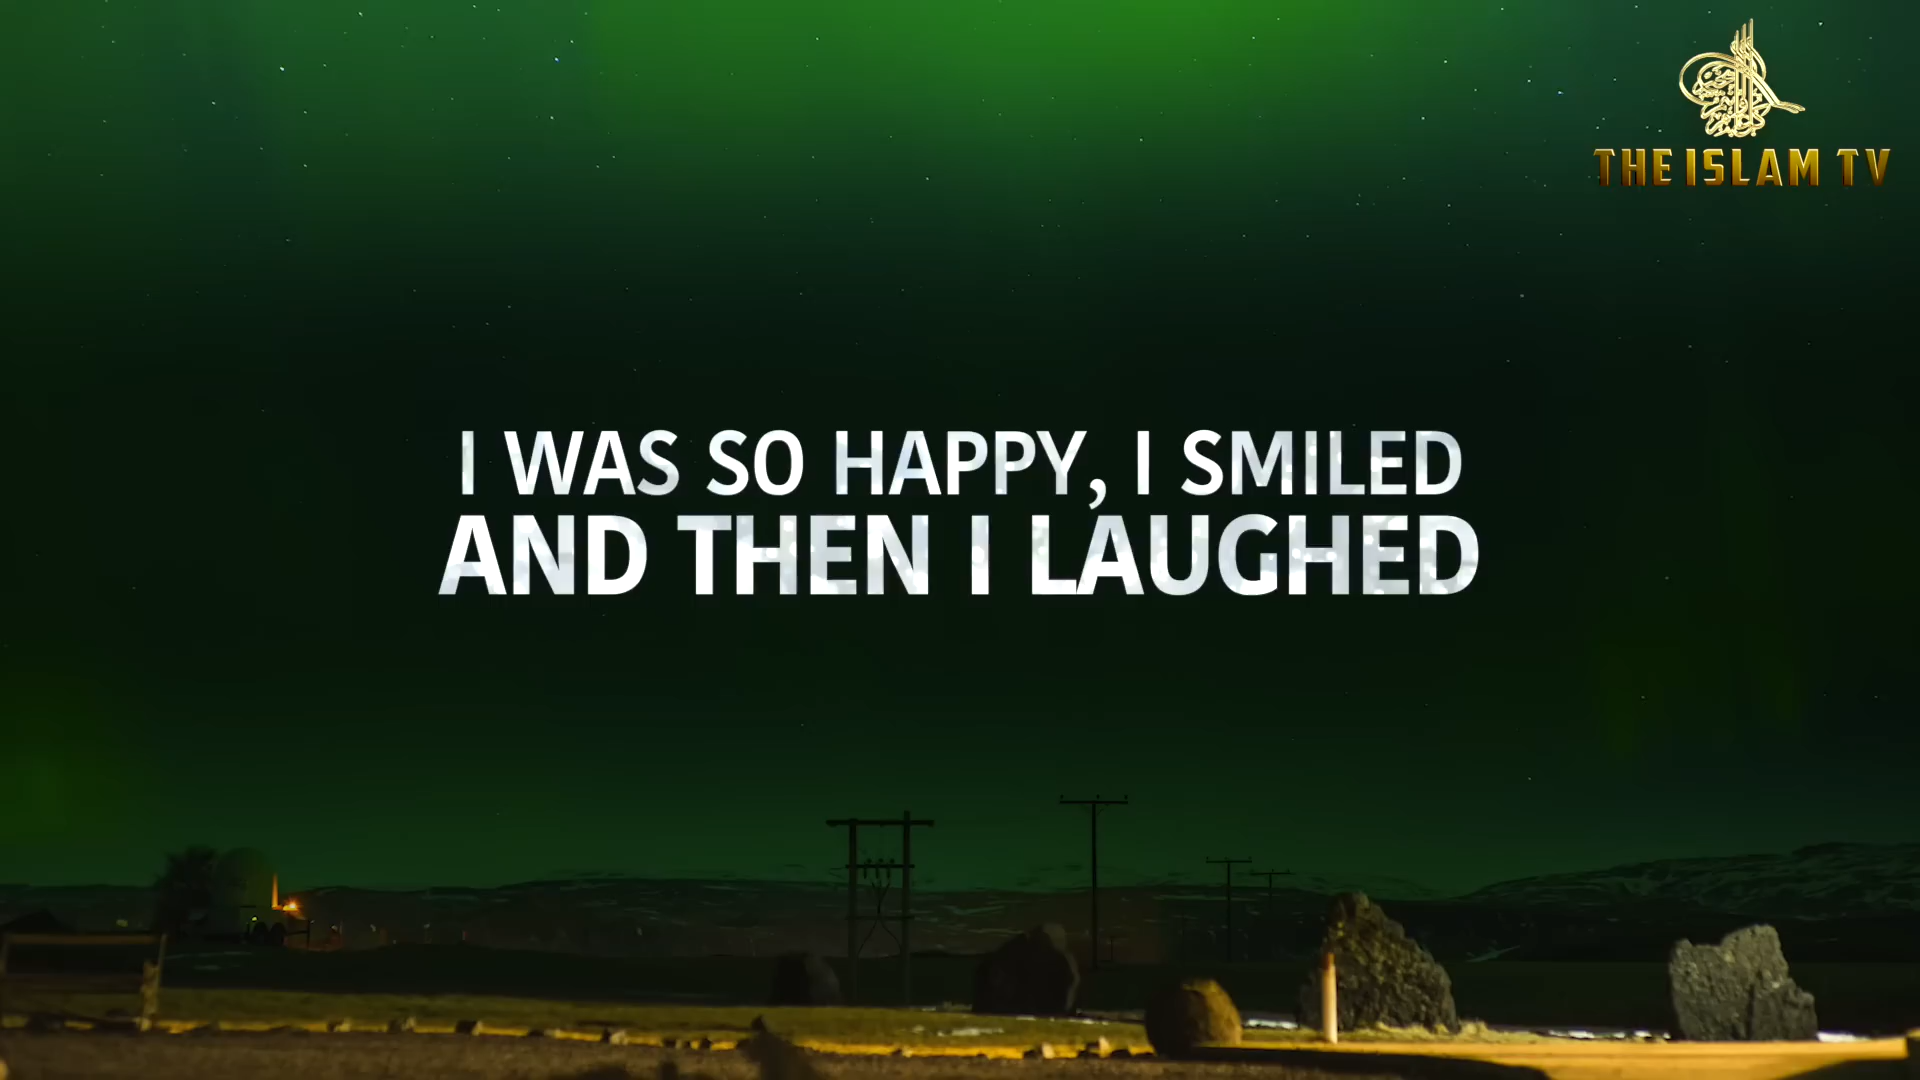 THE ISLAM TV
I WAS SO HAPPY, I SMILED
AND THEN I LAUGHED